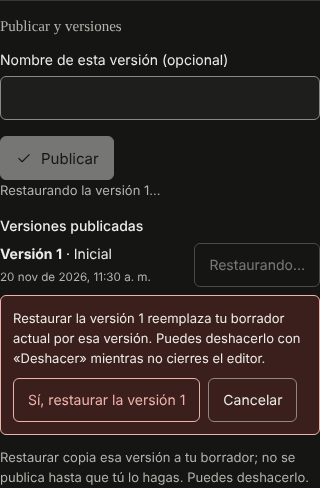 Publicar y versiones
Nombre de esta versión (opcional)
Publicar
Restaurando la versión 1…
Versiones publicadas
Versión 1 · Inicial
20 nov de 2026, 11:30 a. m.
Restaurando…
Restaurar la versión 1 reemplaza tu borrador
actual por esa versión. Puedes deshacerlo con
«Deshacer» mientras no cierres el editor.
Sí, restaurar la versión 1
Cancelar
Restaurar copia esa versión a tu borrador; no se
publica hasta que tú lo hagas. Puedes deshacerlo.